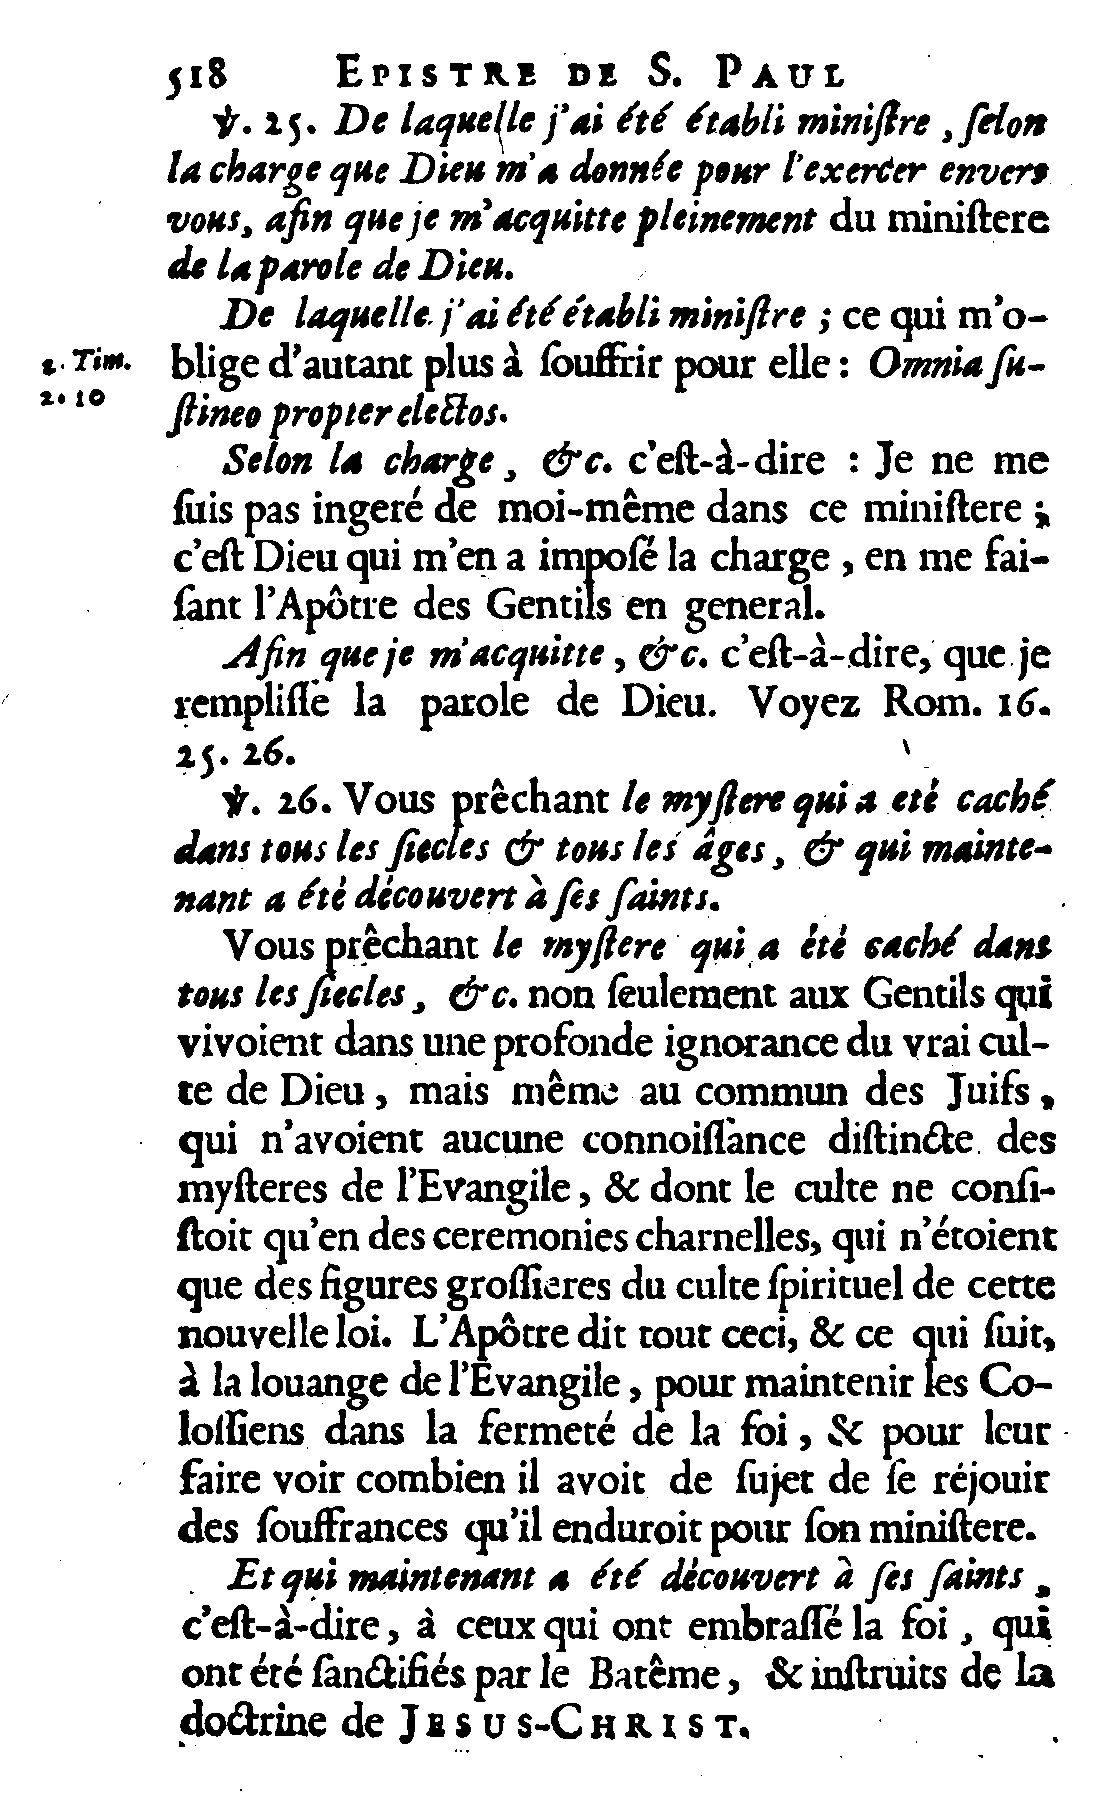 518 EPISTRE DE S. PAUL
℣. 25. De laquelle j'ai été établi miniſtre, ſelon
la charge que Dieu m'a donnée pour l'exercer envers
vous, afin que je m'acquitte pleinement du miniſtere
de la parole de Dieu.
De laquelle j'ai été établi miniſtre ; ce qui m'o-
2. Tim.
2. 10
blige d'autant plus à ſouffrir pour elle : Omnia ſu-
ſtineo propter electos.
Selon la charge, &c. c'eſt-à-dire : Je ne me
ſuis pas ingeré de moi-même dans ce miniſtere ;
c'eſt Dieu qui m'en a impoſé la charge, en me fai-
ſant l'Apôtre des Gentils en general.
Afin que je m'acquitte, &c. c'eſt-à-dire, que je
rempliſſe la parole de Dieu. Voyez Rom. 16.
25. 26.
℣. 26. Vous prêchant le myſtere qui a eté caché
dans tous les ſiecles & tous les âges, & qui mainte-
nant a été découvert à ſes ſaints.
Vous prêchant le myſtere qui a été caché dans
tous les ſiecles, &c. non ſeulement aux Gentils qui
vivoient dans une profonde ignorance du vrai cul-
te de Dieu, mais même au commun des Juifs,
qui n'avoient aucune connoiſſance diſtincte des
myſteres de l'Evangile, & dont le culte ne conſi-
ſtoit qu'en des ceremonies charnelles, qui n'étoient
que des figures groſſieres du culte ſpirituel de cette
nouvelle loi. L'Apôtre dit tout ceci, & ce qui ſuit,
à la louange de l'Evangile, pour maintenir les Co-
loſſiens dans la fermeté de la foi, & pour leur
faire voir combien il avoit de ſujet de ſe réjouir
des ſouffrances qu'il enduroit pour ſon miniſtere.
Et qui maintenant a été découvert à ſes ſaints,
c'eſt-à-dire, à ceux qui ont embraſſé la foi, qui
ont été ſanctifiés par le Batême, & inſtruits de la
doctrine de JESUS-CHRIST.